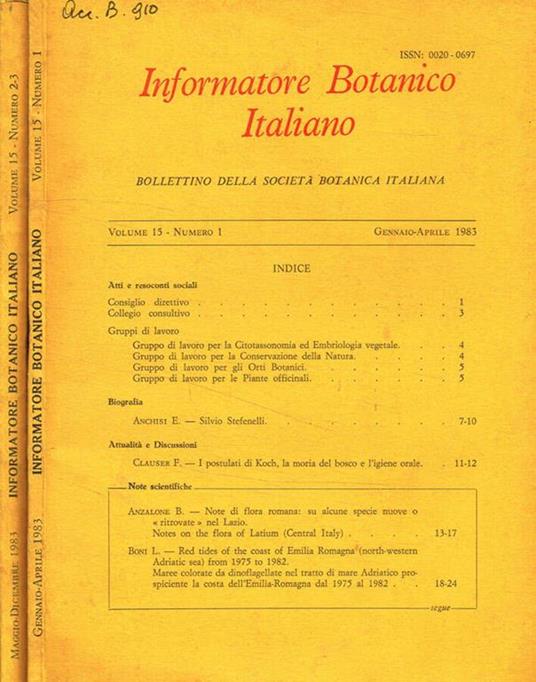 Acc. B. 910
ISSN: 0020 - 0697
Informatore Botanico
Italiano
BOLLETTINO DELLA SOCIETÀ BOTANICA ITALIANA
VOLUME 15 - NUMERO 1 GENNAIO-APRILE 1983
INDICE
Atti e resoconti sociali
Consiglio direttivo . . . . . . . . . . . . 1
Collegio consultivo . . . . . . . . . . . . 3
Gruppi di lavoro
Gruppo di lavoro per la Citotassonomia ed Embriologia vegetale. . . 4
Gruppo di lavoro per la Conservazione della Natura. . . . . 4
Gruppo di lavoro per gli Orti Botanici. . . . . . . 5
Gruppo di lavoro per le Piante officinali. . . . . . . 5
Biografia
ANCHISI E. — Silvio Stefenelli. . . . . . . . . 7-10
Attualità e Discussioni
CLAUSER F. — I postulati di Koch, la moria del bosco e l'igiene orale. . 11-12
Note scientifiche
ANZALONE B. — Note di flora romana: su alcune specie nuove o
« ritrovate » nel Lazio.
Notes on the flora of Latium (Central Italy) . . . . 13-17
BONI L. — Red tides of the coast of Emilia Romagna (north-western
Adriatic sea) from 1975 to 1982.
Maree colorate da dinoflagellate nel tratto di mare Adriatico pro-
spiciente la costa dell'Emilia-Romagna dal 1975 al 1982 . . 18-24
segue
GENNAIO-APRILE 1983 INFORMATORE BOTANICO ITALIANO VOLUME 15 - NUMERO 1
MAGGIO-DICEMBRE 1983 INFORMATORE BOTANICO ITALIANO VOLUME 15 - NUMERO 2-3